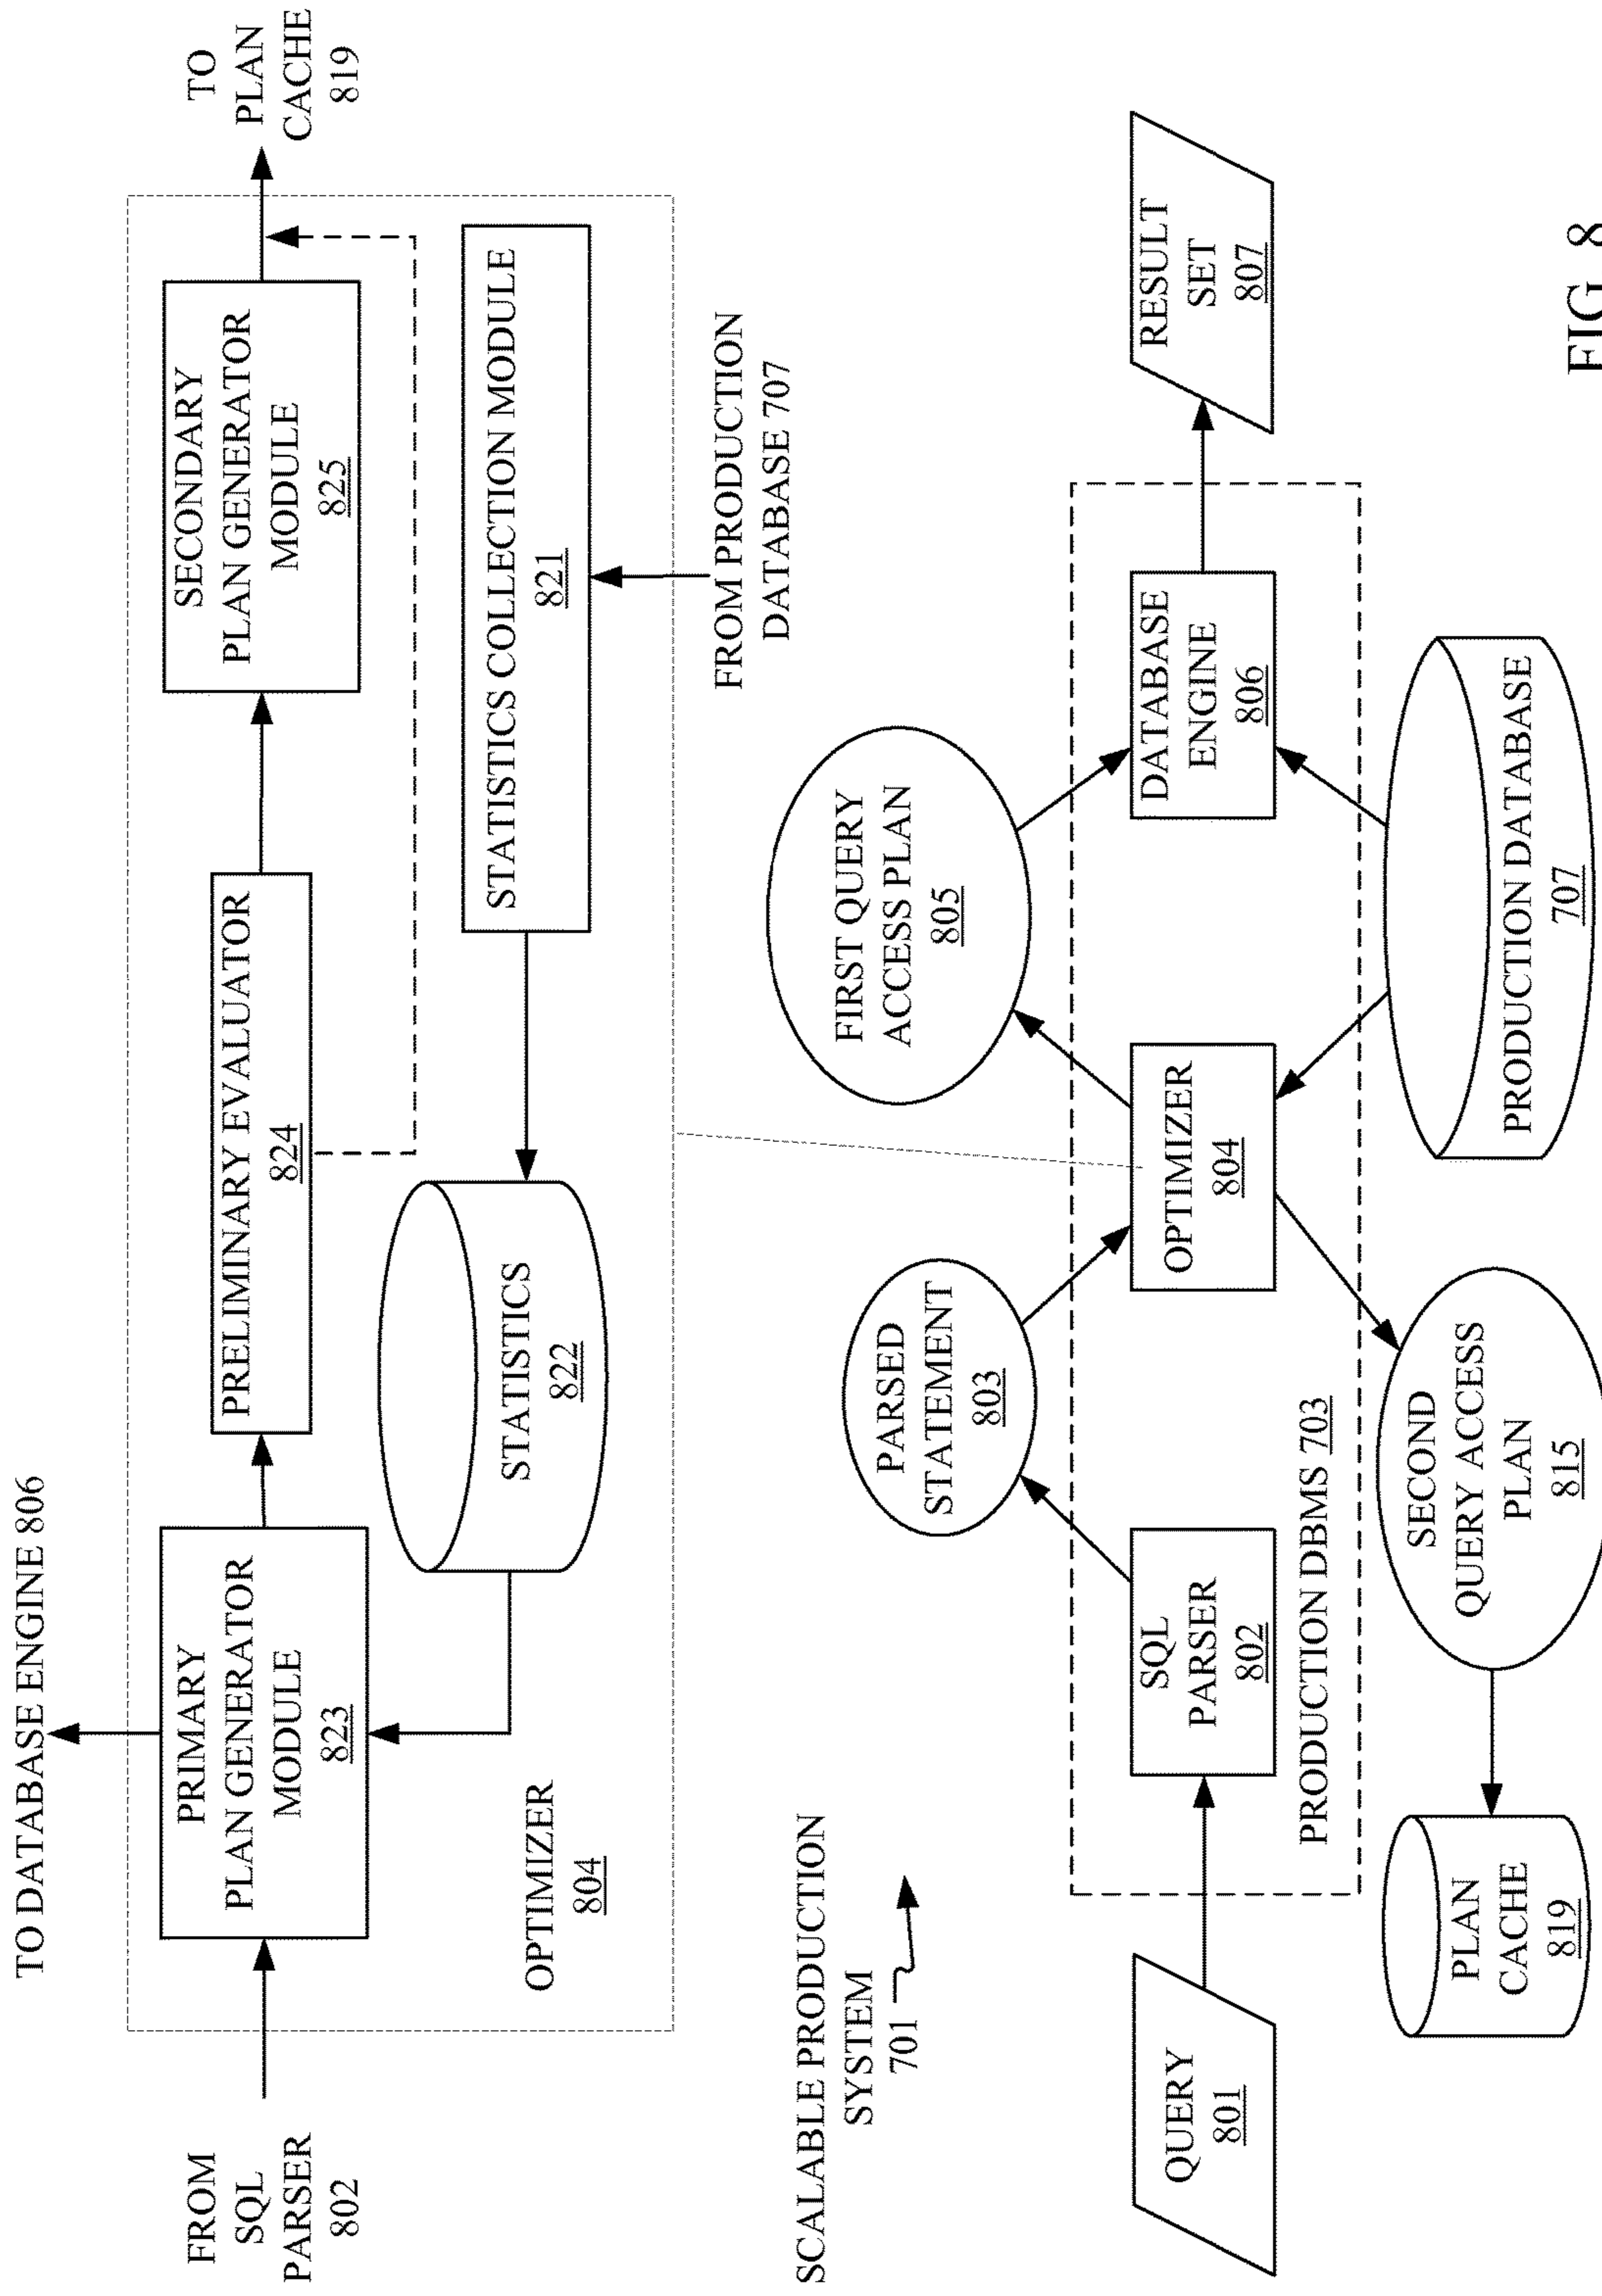 TO DATABASE ENGINE 806
FROM
SQL
PARSER
802
PRIMARY
PLAN GENERATOR
MODULE
823
PRELIMINARY EVALUATOR
824
SECONDARY
PLAN GENERATOR
MODULE
825
TO
PLAN
CACHE
819
STATISTICS
822
STATISTICS COLLECTION MODULE
821
OPTIMIZER
804
FROM PRODUCTION
DATABASE 707
SCALABLE PRODUCTION
SYSTEM
701
PARSED
STATEMENT
803
FIRST QUERY
ACCESS PLAN
805
QUERY
801
SQL
PARSER
802
OPTIMIZER
804
DATABASE
ENGINE
806
RESULT
SET
807
PRODUCTION DBMS 703
PLAN
CACHE
819
SECOND
QUERY ACCESS
PLAN
815
PRODUCTION DATABASE
707
FIG. 8